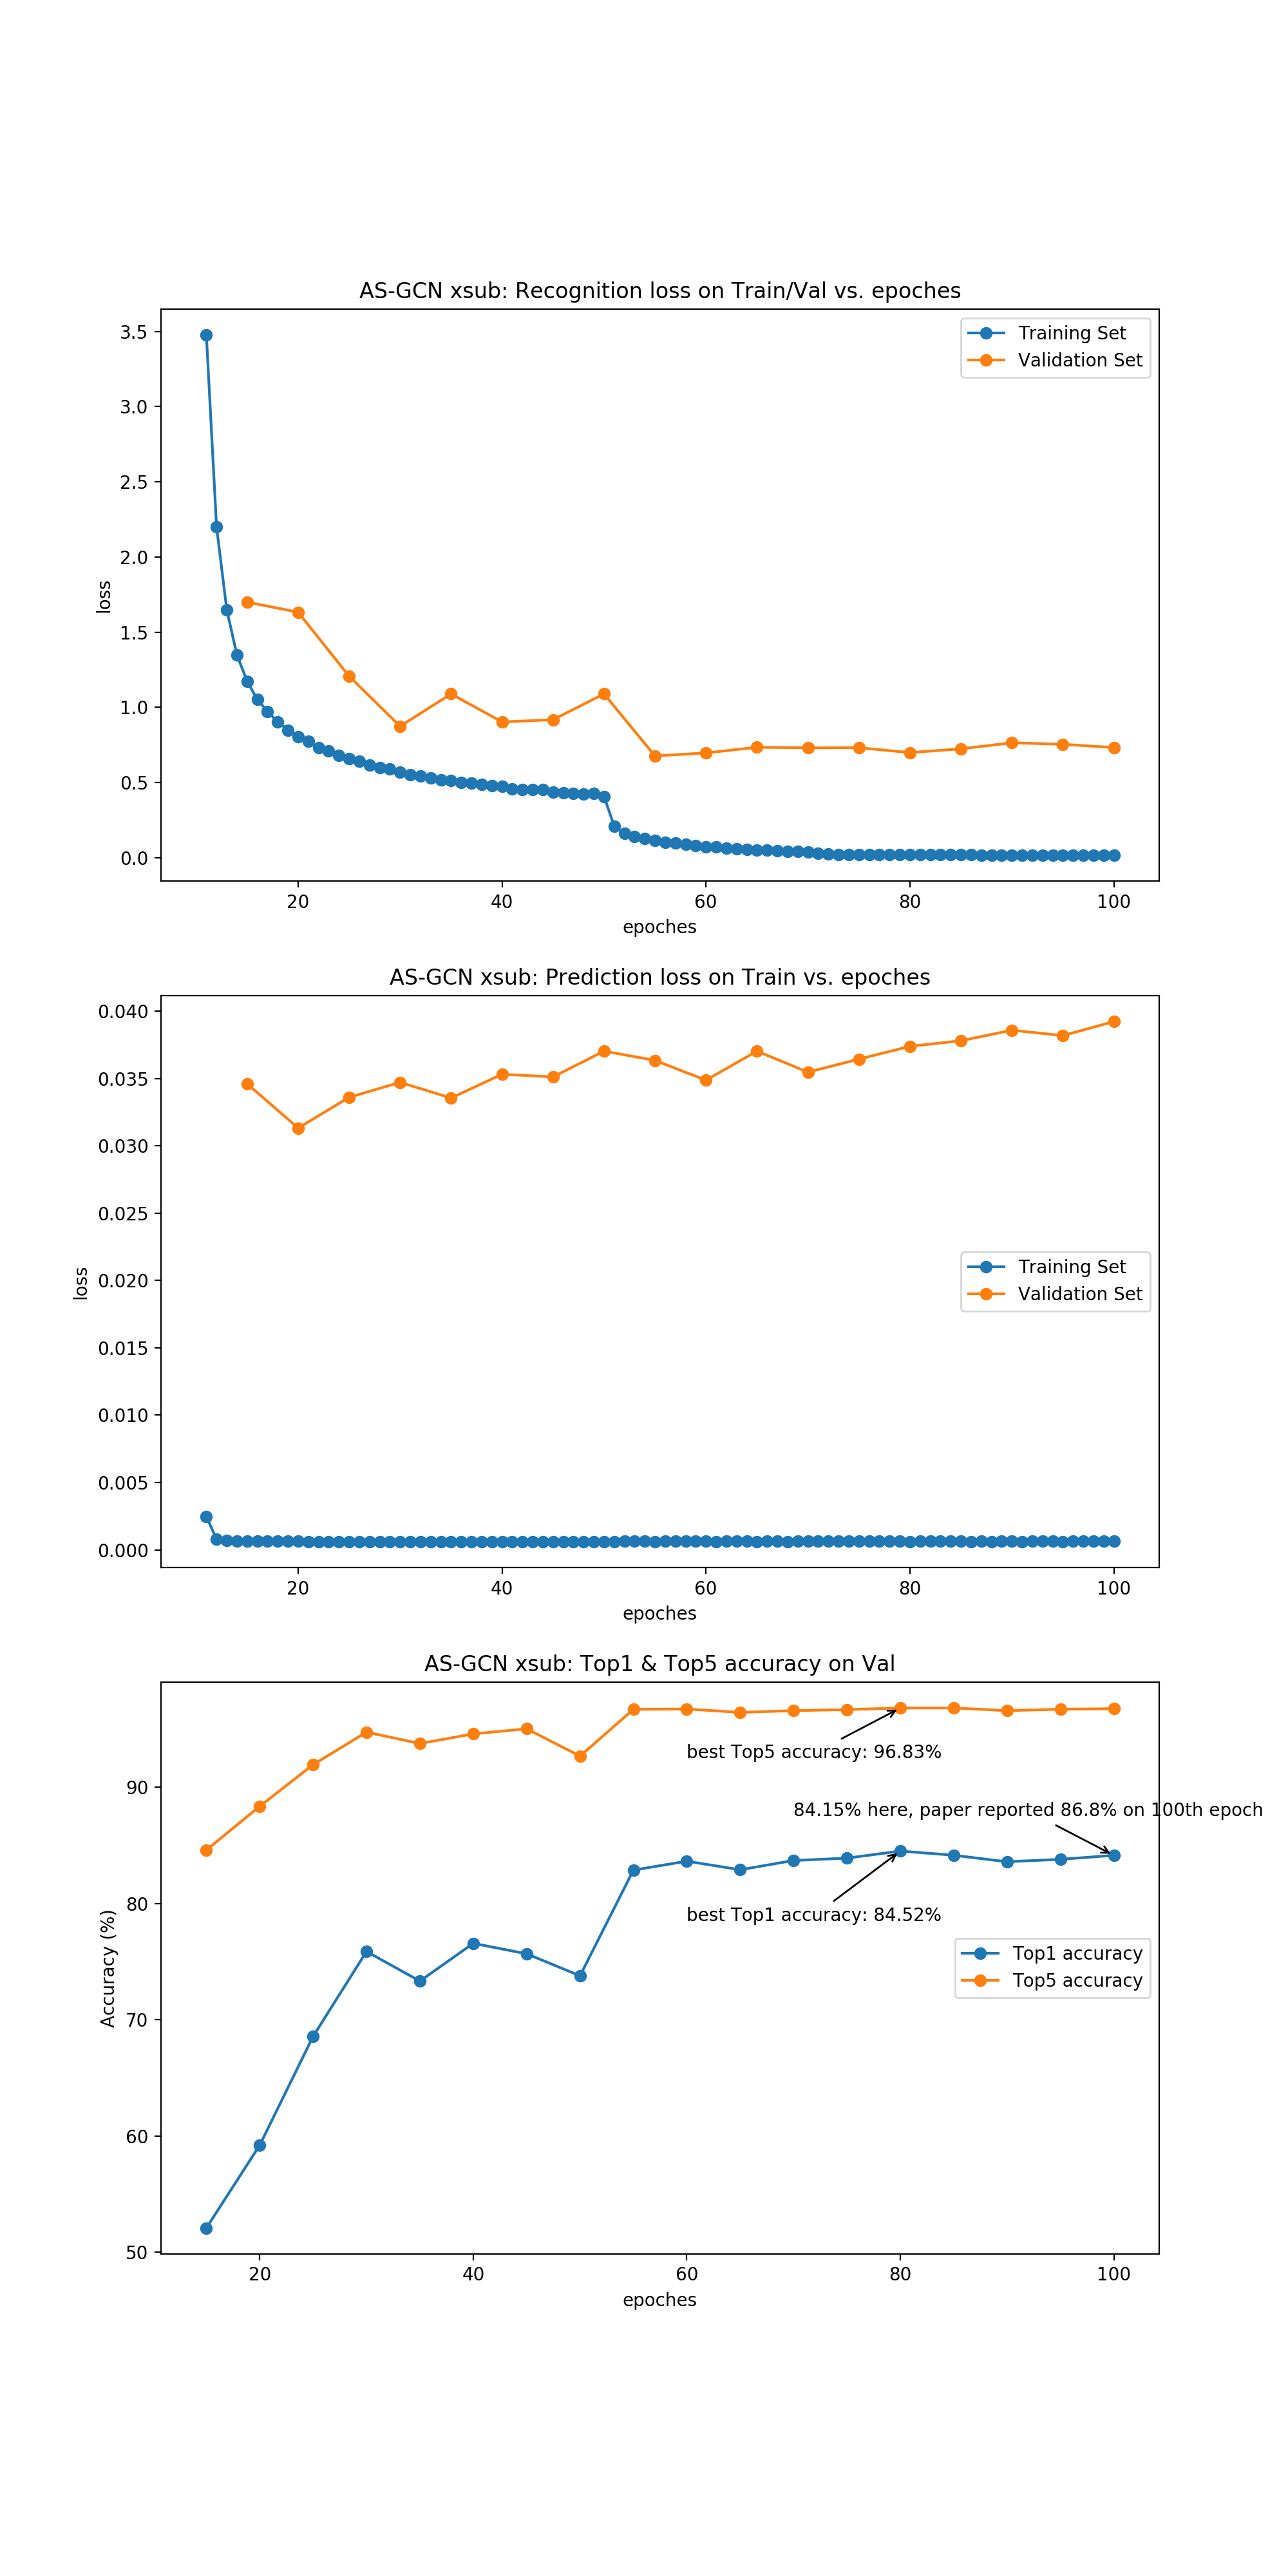 AS-GCN xsub: Recognition loss on Train/Val vs. epoches
3.5
3.0
2.5
2.0
1.5
1.0
0.5
0.0
loss
Training Set
Validation Set
20
40
60
80
100
epoches
AS-GCN xsub: Prediction loss on Train vs. epoches
0.040
0.035
0.030
0.025
0.020
0.015
0.010
0.005
0.000
loss
Training Set
Validation Set
20
40
60
80
100
epoches
AS-GCN xsub: Top1 & Top5 accuracy on Val
90
80
70
60
50
Accuracy (%)
best Top5 accuracy: 96.83%
84.15% here, paper reported 86.8% on 100th epoch
best Top1 accuracy: 84.52%
Top1 accuracy
Top5 accuracy
20
40
60
80
100
epoches